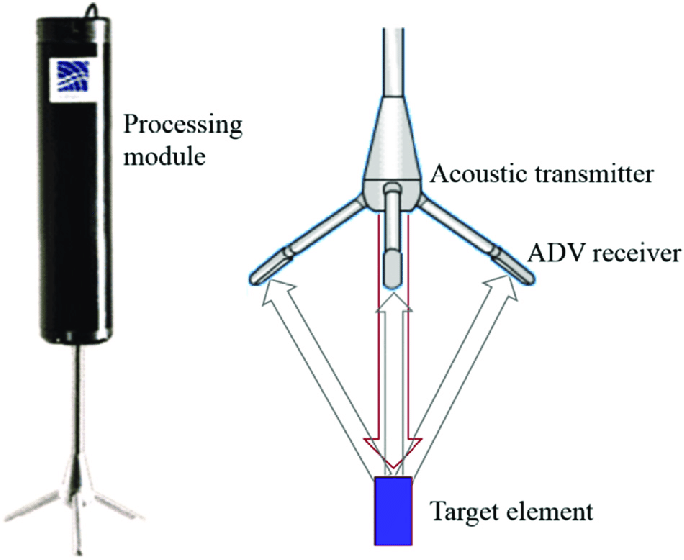 Processing
module
Acoustic transmitter
ADV receiver
Target element